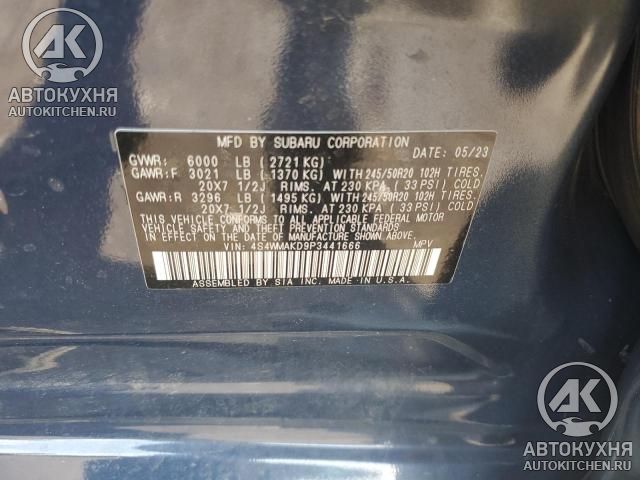 АК
АВТОКУХНЯ
AUTOKITCHEN.RU
MFD BY SUBARU CORPORATION
GVWR: 6000 LB (2721 KG) DATE: 05/23
GAWR:F 3021 LB (1370 KG) WITH 245/50R20 102H TIRES.
20X7 1/2J RIMS. AT 230 KPA (33 PSI) COLD
GAWR:R 3296 LB (1495 KG) WITH 245/50R20 102H TIRES.
20X7 1/2J RIMS. AT 230 KPA (33 PSI) COLD
THIS VEHICLE CONFORMS TO ALL APPLICABLE FEDERAL MOTOR
VEHICLE SAFETY AND THEFT PREVENTION STANDARDS
IN EFFECT ON THE DATE OF MANUFACTURE SHOWN ABOVE.
VIN: 4S4WMAKD9P3441666 MPV
ASSEMBLED BY SIA INC. MADE IN U.S.A.
АК
АВТОКУХНЯ
AUTOKITCHEN.RU